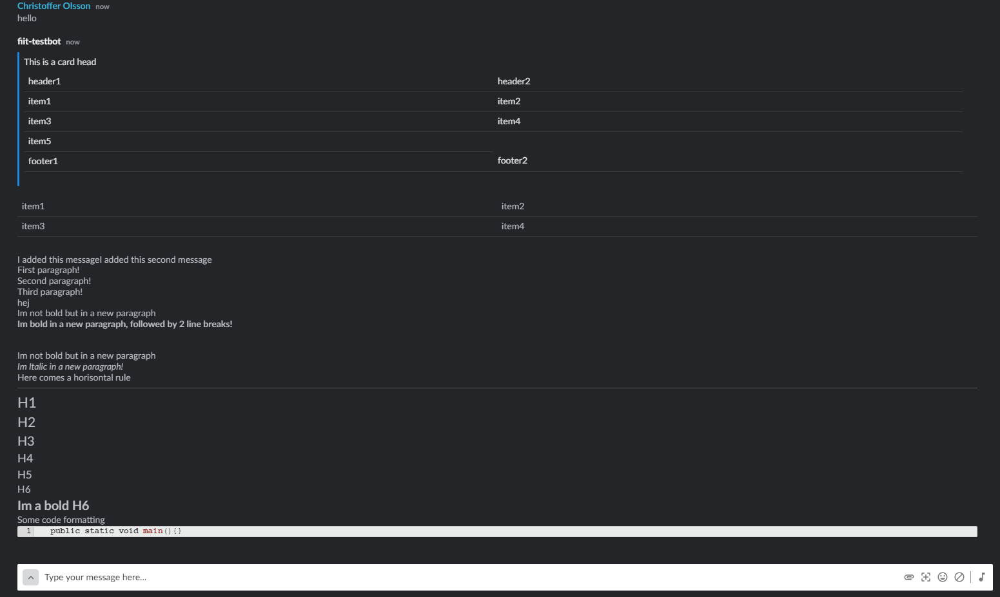 Christoffer Olsson now
hello
fiit-testbot now
This is a card head
header1 header2
item1 item2
item3 item4
item5
footer1 footer2
item1 item2
item3 item4
I added this messageI added this second message
First paragraph!
Second paragraph!
Third paragraph!
hej
Im not bold but in a new paragraph
Im bold in a new paragraph, followed by 2 line breaks!
Im not bold but in a new paragraph
Im Italic in a new paragraph!
Here comes a horisontal rule
H1
H2
H3
H4
H5
H6
Im a bold H6
Some code formatting
1 public static void main(){}
Type your message here...